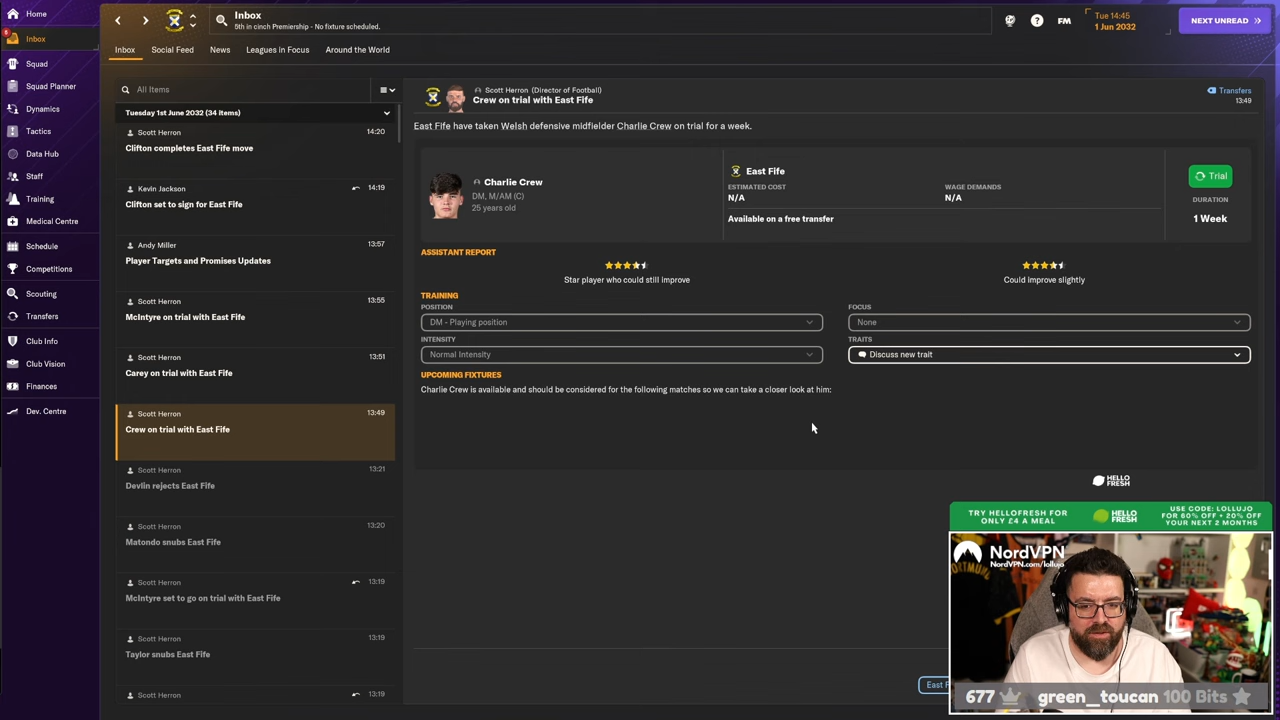 Home
Inbox
5th in cinch Premiership - No fixture scheduled.
FM
Tue 14:45
1 Jun 2032
NEXT UNREAD
6
Inbox
Squad
Squad Planner
Dynamics
Tactics
Data Hub
Staff
Training
Medical Centre
Schedule
Competitions
Scouting
Transfers
Club Info
Club Vision
Finances
Dev. Centre
Inbox
Social Feed
News
Leagues in Focus
Around the World
All Items
Tuesday 1st June 2032 (34 items)
Scott Herron
14:20
Clifton completes East Fife move
Kevin Jackson
14:19
Clifton set to sign for East Fife
Andy Miller
13:57
Player Targets and Promises Updates
Scott Herron
13:55
McIntyre on trial with East Fife
Scott Herron
13:51
Carey on trial with East Fife
Scott Herron
13:49
Crew on trial with East Fife
Scott Herron
13:21
Devlin rejects East Fife
Scott Herron
13:20
Matondo snubs East Fife
Scott Herron
13:19
McIntyre set to go on trial with East Fife
Scott Herron
13:19
Taylor snubs East Fife
Scott Herron
13:19
Scott Herron (Director of Football)
Crew on trial with East Fife
Transfers
13:49
East Fife have taken Welsh defensive midfielder Charlie Crew on trial for a week.
Charlie Crew
DM, M/AM (C)
25 years old
East Fife
ESTIMATED COST
N/A
WAGE DEMANDS
N/A
Available on a free transfer
Trial
DURATION
1 Week
ASSISTANT REPORT
Star player who could still improve
Could improve slightly
TRAINING
POSITION
DM - Playing position
FOCUS
None
INTENSITY
Normal Intensity
TRAITS
Discuss new trait
UPCOMING FIXTURES
Charlie Crew is available and should be considered for the following matches so we can take a closer look at him:
HELLO
FRESH
TRY HELLOFRESH FOR
ONLY £4 A MEAL
HELLO
FRESH
USE CODE: LOLLUJO
FOR 60% OFF + 20% OFF
YOUR NEXT 2 MONTHS
NordVPN
NordVPN.com/lollujo
East F
677
green_toucan 100 Bits